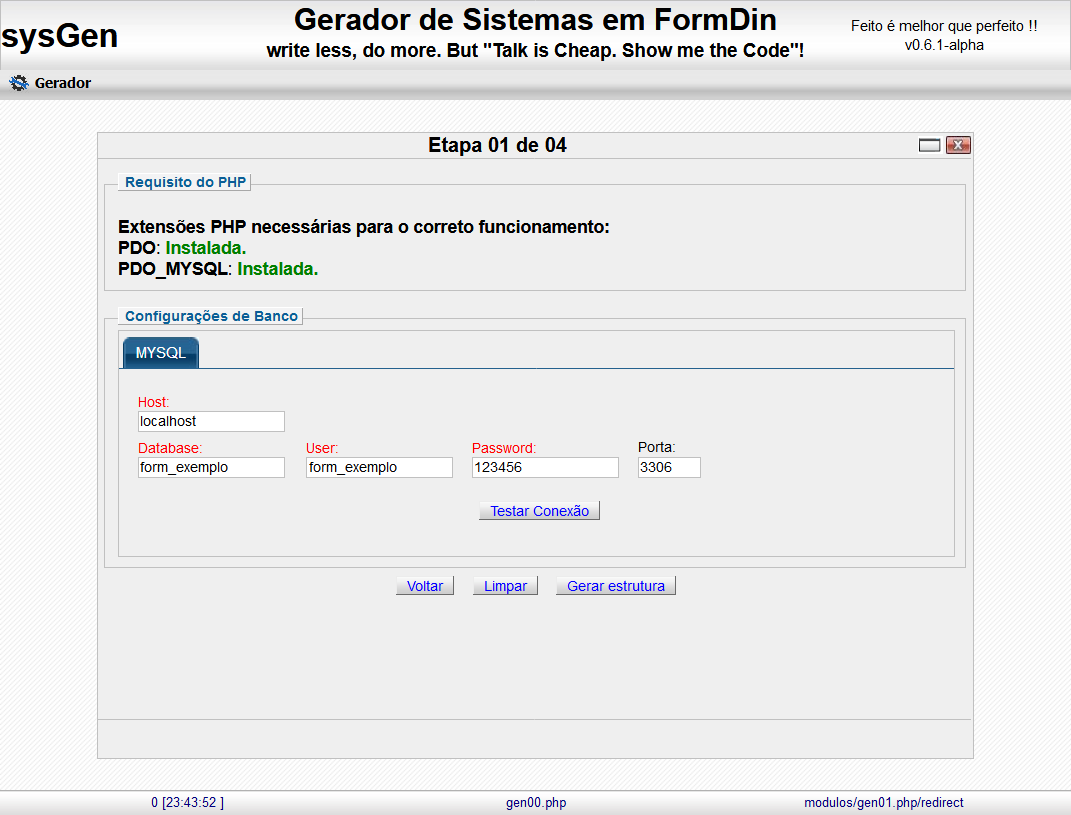 sysGen
Gerador de Sistemas em FormDin
write less, do more. But "Talk is Cheap. Show me the Code"!
Feito é melhor que perfeito !!
v0.6.1-alpha
Gerador
Etapa 01 de 04
X
Requisito do PHP
Extensões PHP necessárias para o correto funcionamento:
PDO: Instalada.
PDO_MYSQL: Instalada.
Configurações de Banco
MYSQL
Host:
localhost
Database: User: Password: Porta:
form_exemplo form_exemplo 123456 3306
Testar Conexão
Voltar Limpar Gerar estrutura
0 [23:43:52 ] gen00.php modulos/gen01.php/redirect